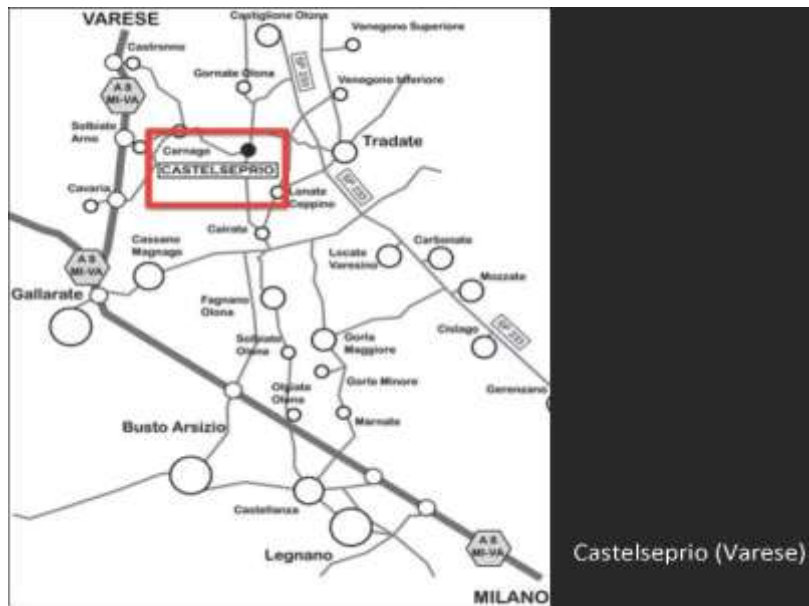 VARESE
Castiglione Olona
Venegono Superiore
Castronno
Gornate Olona
SP 233
Venegono Inferiore
A 8
MI-VA
Solbiate
Arno
Carnago
Tradate
CASTELSEPRIO
Cavaria
Lonate
Ceppino
SP 233
Cairate
Cassano
Magnago
Locate
Varesino
Carbonate
A 8
MI-VA
Mozzate
Gallarate
Fagnano
Olona
SP 233
Cislago
Solbiate
Olona
Gorla
Maggiore
Gorla Minore
Gerenzano
Olgiate
Olona
Marnate
Busto Arsizio
Castellanza
Legnano
A 8
MI-VA
Castelseprio (Varese)
MILANO